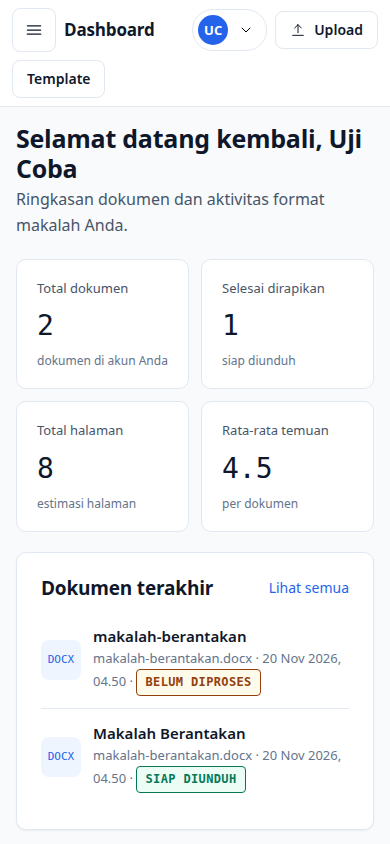 Dashboard
UC
Upload
Template
Selamat datang kembali, Uji
Coba
Ringkasan dokumen dan aktivitas format
makalah Anda.
Total dokumen
2
dokumen di akun Anda
Selesai dirapikan
1
siap diunduh
Total halaman
8
estimasi halaman
Rata-rata temuan
4.5
per dokumen
Dokumen terakhir
Lihat semua
DOCX
makalah-berantakan
makalah-berantakan.docx · 20 Nov 2026,
04.50 · BELUM DIPROSES
DOCX
Makalah Berantakan
makalah-berantakan.docx · 20 Nov 2026,
04.50 · SIAP DIUNDUH